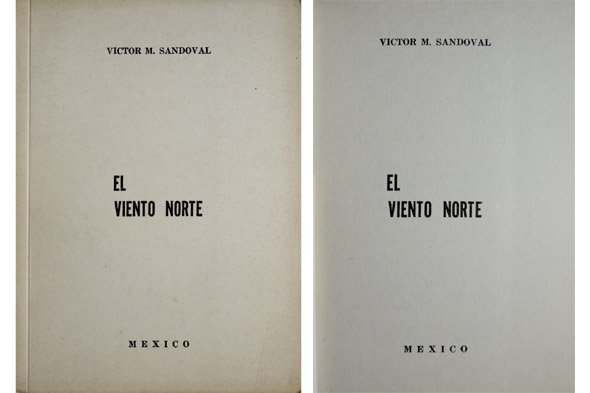 VICTOR M. SANDOVAL
EL
VIENTO NORTE
MEXICO
VICTOR M. SANDOVAL
EL
VIENTO NORTE
MEXICO